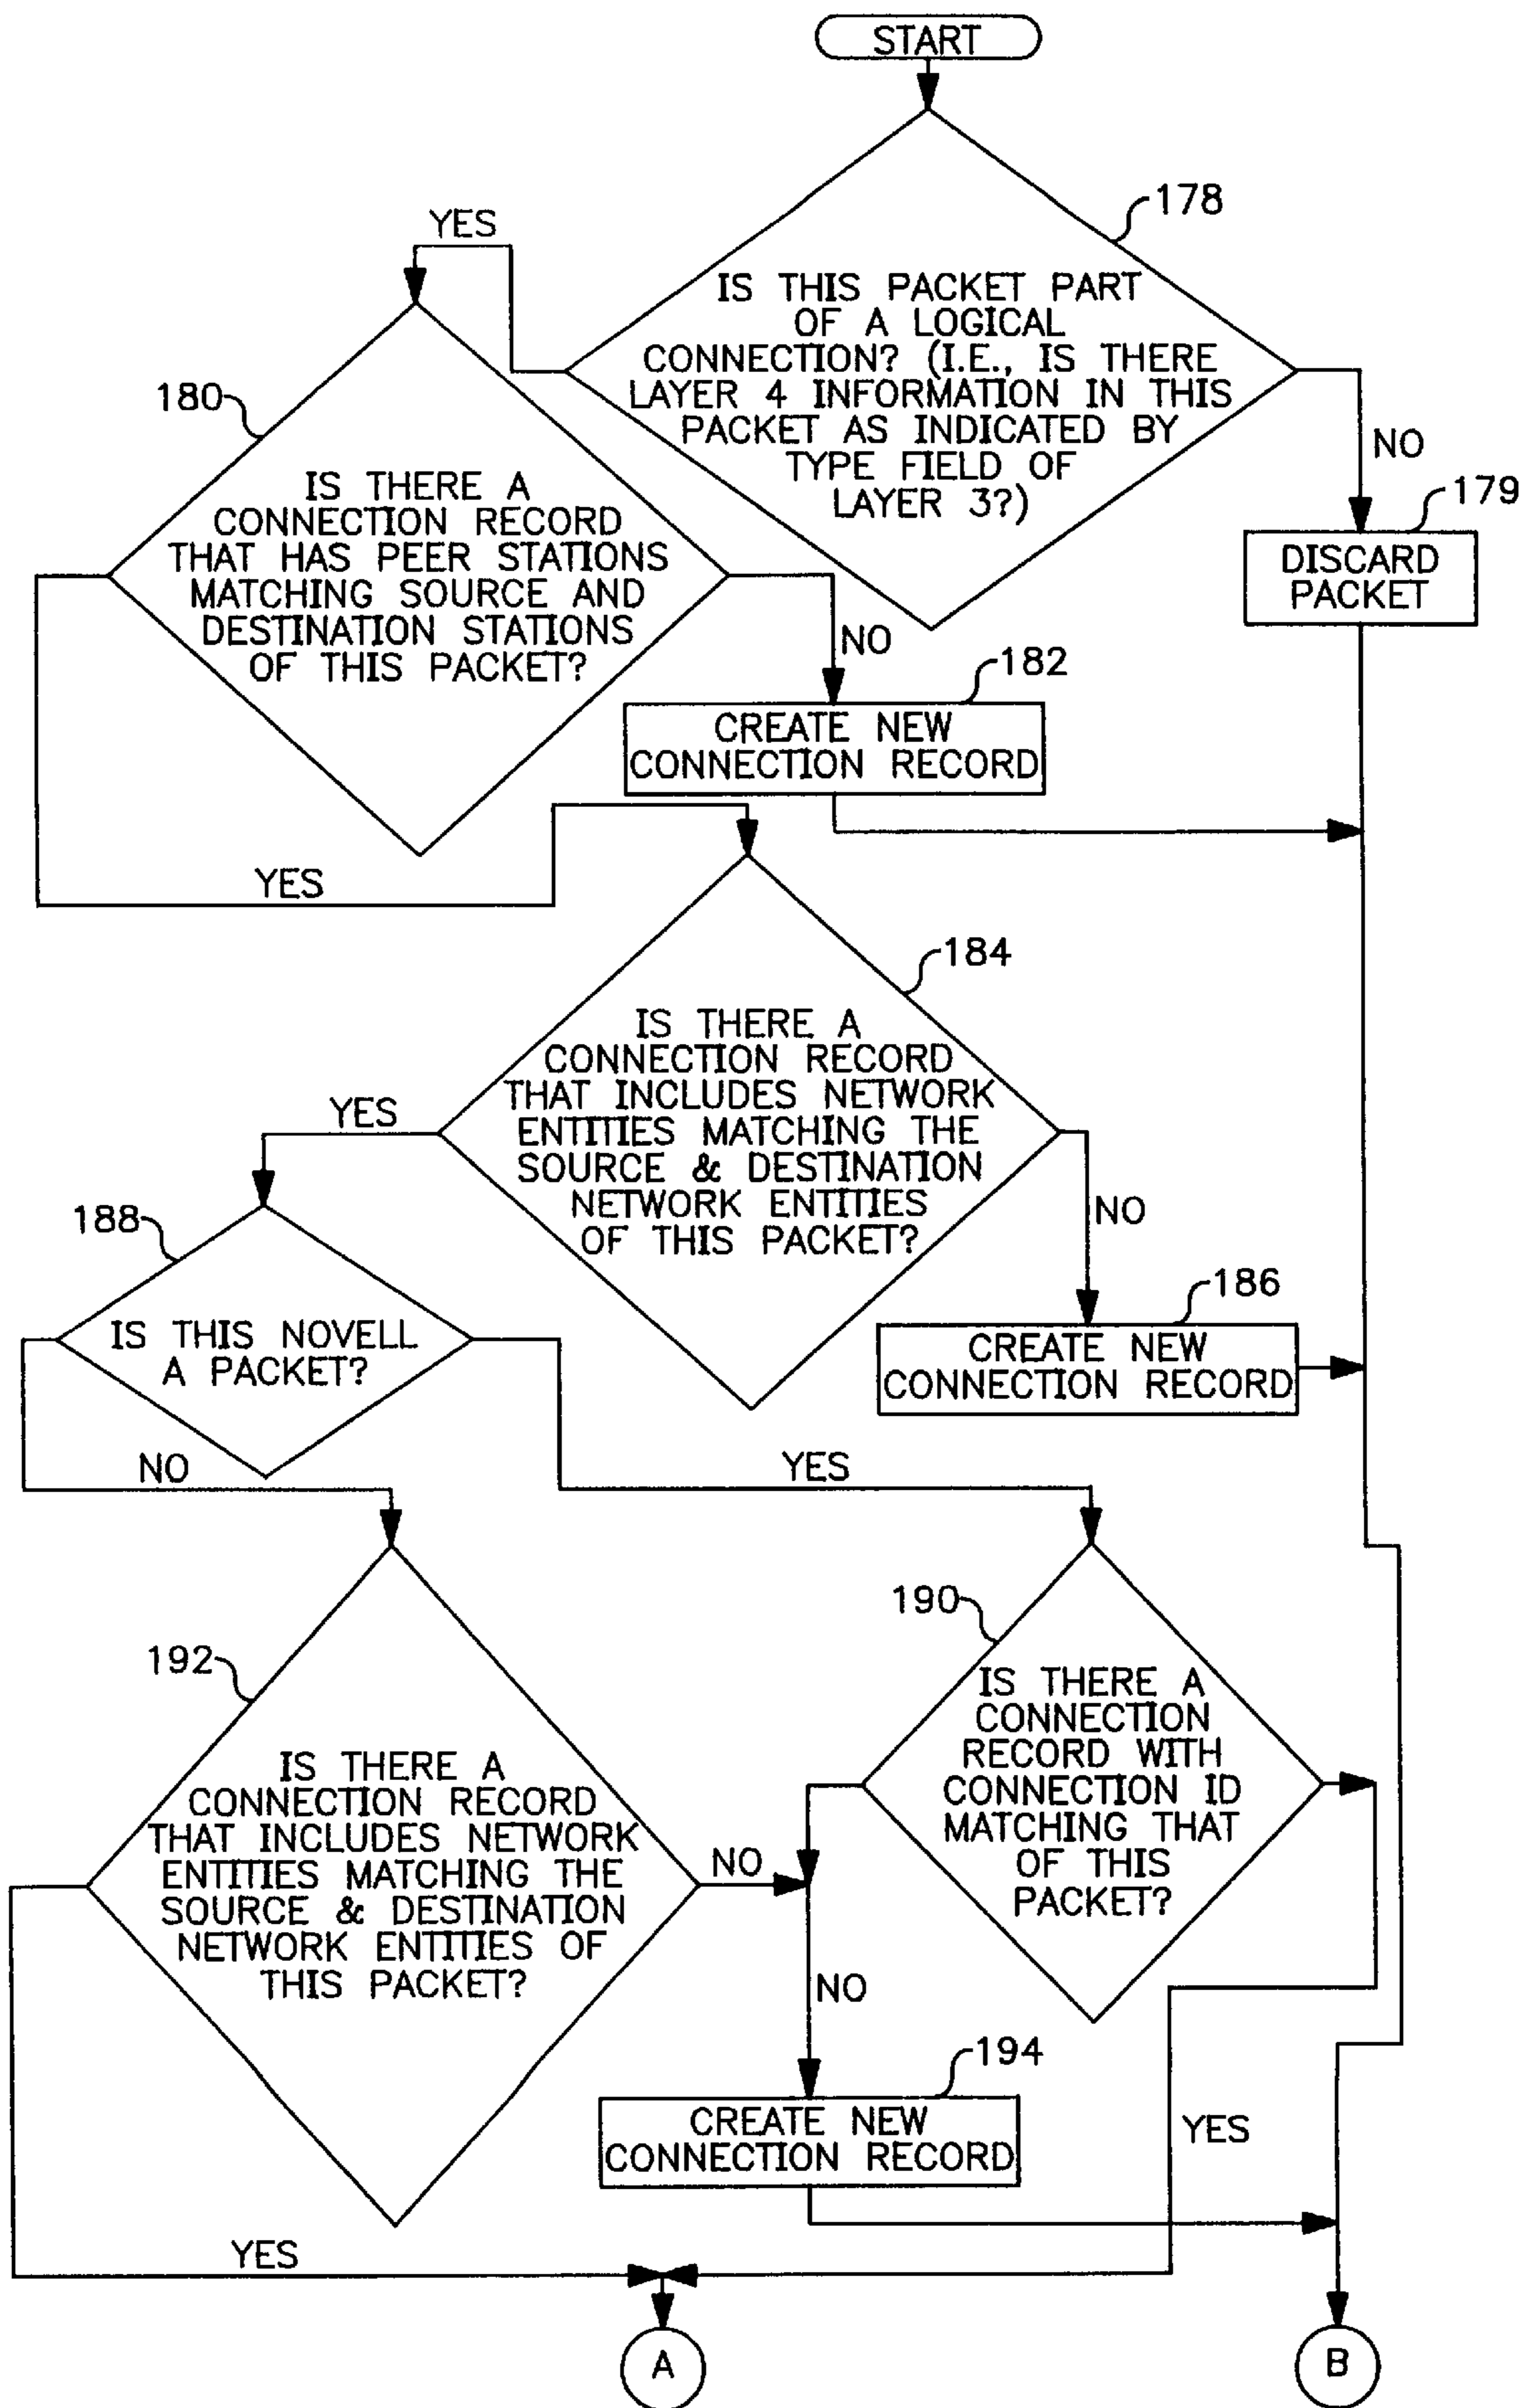 START
178
YES
IS THIS PACKET PART
OF A LOGICAL
CONNECTION? (I.E., IS THERE
LAYER 4 INFORMATION IN THIS
PACKET AS INDICATED BY
TYPE FIELD OF
LAYER 3?)
NO
179
DISCARD
PACKET
180
IS THERE A
CONNECTION RECORD
THAT HAS PEER STATIONS
MATCHING SOURCE AND
DESTINATION STATIONS
OF THIS PACKET?
NO
182
CREATE NEW
CONNECTION RECORD
YES
184
IS THERE A
CONNECTION RECORD
THAT INCLUDES NETWORK
ENTITIES MATCHING THE
SOURCE & DESTINATION
NETWORK ENTITIES
OF THIS PACKET?
YES
NO
186
CREATE NEW
CONNECTION RECORD
188
IS THIS NOVELL
A PACKET?
NO
YES
190
IS THERE A
CONNECTION
RECORD WITH
CONNECTION ID
MATCHING THAT
OF THIS
PACKET?
192
IS THERE A
CONNECTION RECORD
THAT INCLUDES NETWORK
ENTITIES MATCHING THE
SOURCE & DESTINATION
NETWORK ENTITIES OF
THIS PACKET?
NO
NO
194
CREATE NEW
CONNECTION RECORD
YES
YES
A
B